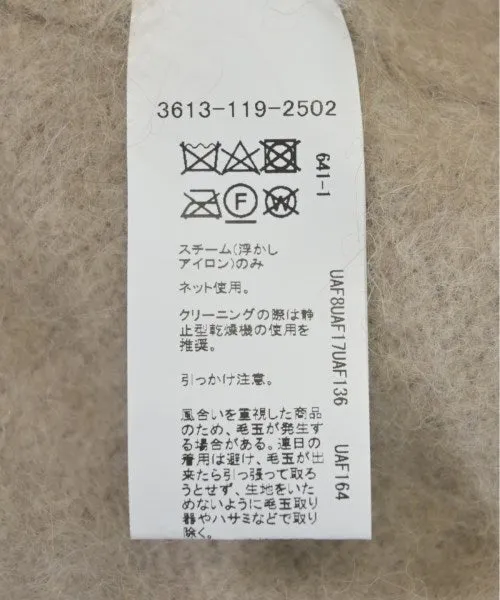 3613-119-2502
F
W
641-1
スチーム(浮かし
アイロン)のみ
ネット使用。
クリーニングの際は静
止型乾燥機の使用を
推奨。
引っかけ注意。
風合いを重視した商品
のため、毛玉が発生す
る場合がある。連日の
着用は避け、毛玉が出
来たら引っ張って取ろ
うとせず、生地をいた
めないように毛玉取り
器やハサミなどで取り
除く。
UAF8UAF17UAF136 UAF164